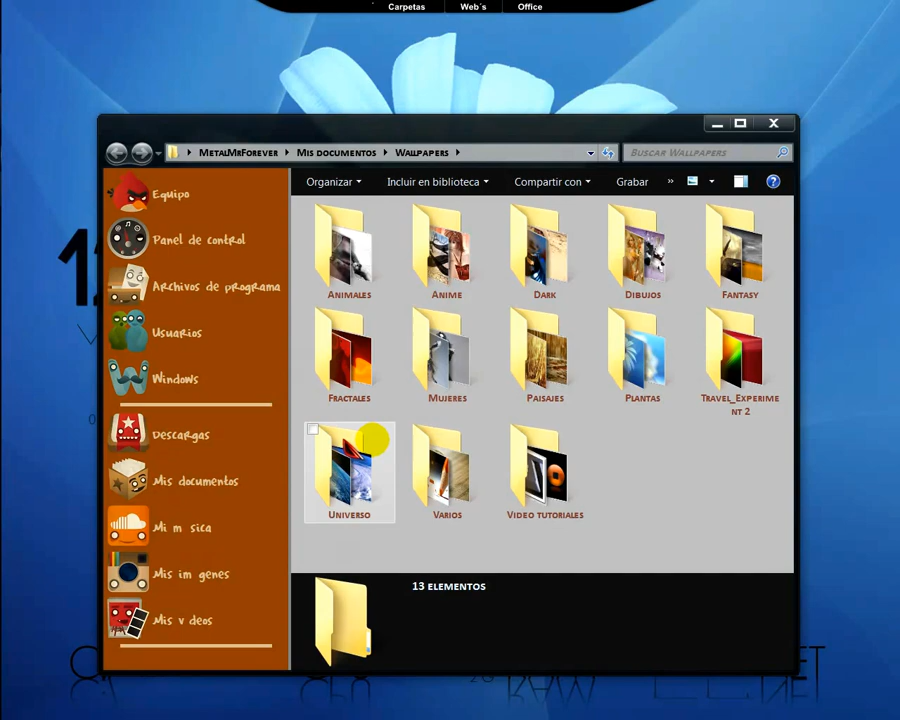 Carpetas Web´s Office
MetalMrForever Mis documentos Wallpapers
Buscar Wallpapers
Organizar Incluir en biblioteca Compartir con Grabar »
Equipo
Panel de control
Archivos de programa
Usuarios
Windows
Descargas
Mis documentos
Mi m sica
Mis im genes
Mis v deos
Animales Anime Dark Dibujos Fantasy
Fractales Mujeres Paisajes Plantas Travel_Experime
nt 2
Universo Varios Video tutoriales
13 elementos